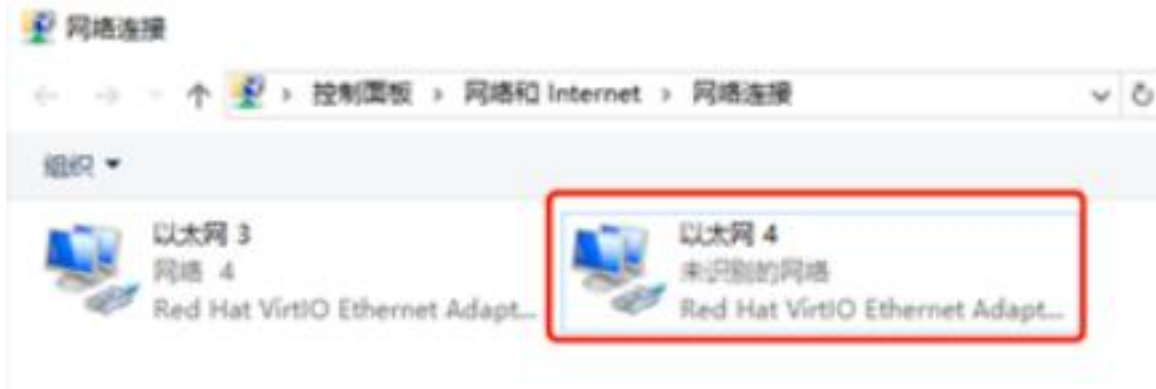 网络连接
控制面板 › 网络和 Internet › 网络连接
组织
以太网 3
网络 4
Red Hat VirtIO Ethernet Adapt...
以太网 4
未识别的网络
Red Hat VirtIO Ethernet Adapt...